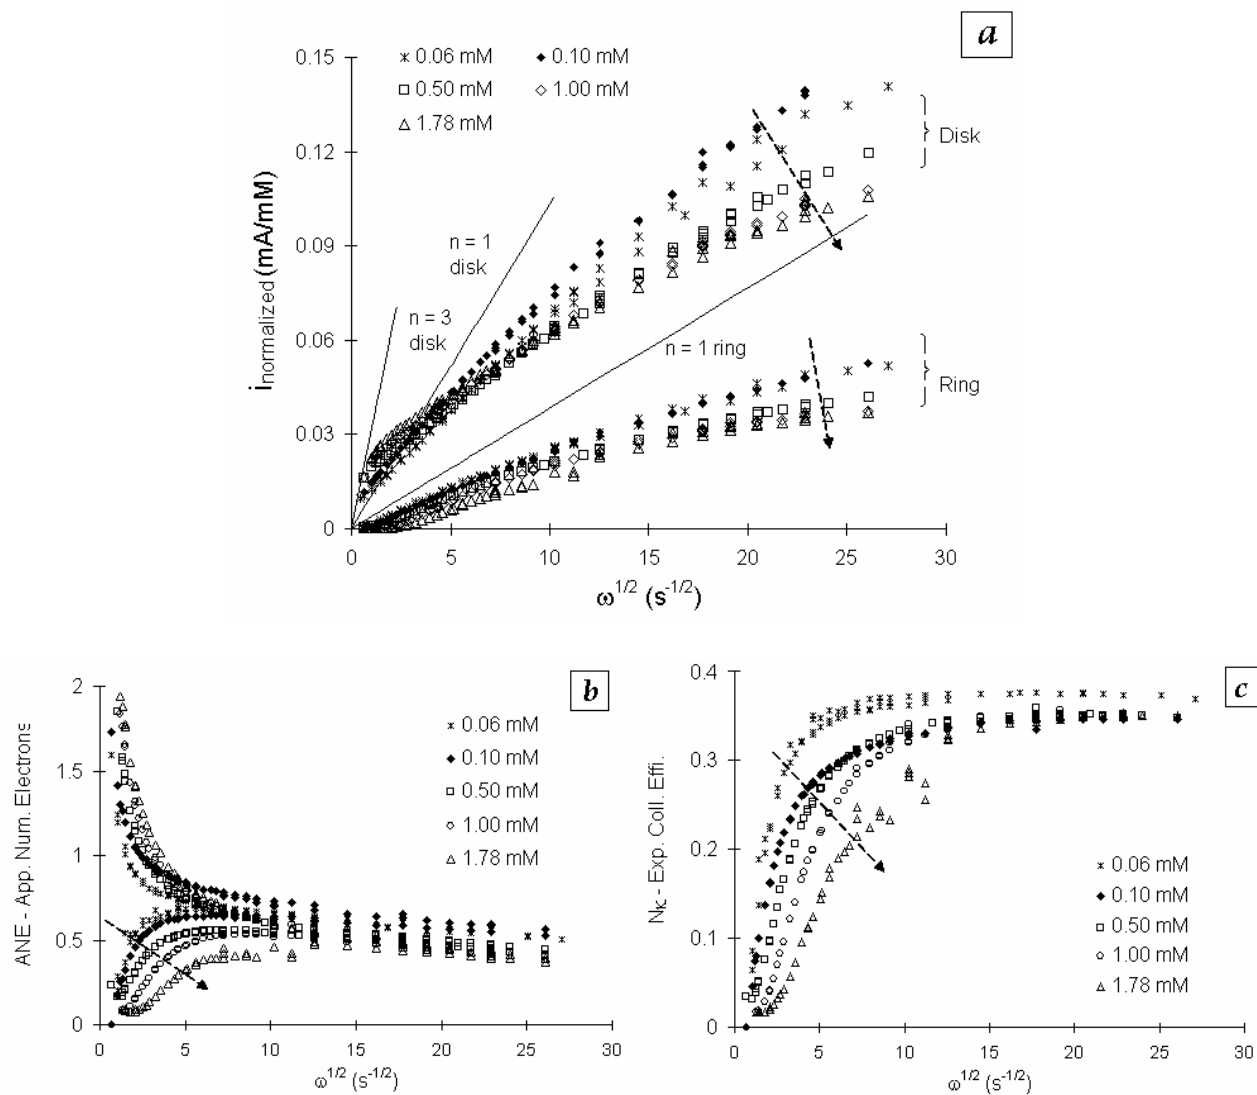 a
0.06 mM
0.10 mM
0.50 mM
1.00 mM
1.78 mM
0.15
0.12
0.09
0.06
0.03
0
i normalized (mA/mM)
n = 1
disk
n = 3
disk
n = 1 ring
Disk
Ring
0 5 10 15 20 25 30
ω^1/2 (s^-1/2)
b
2
1.5
1
0.5
0
ANE - App. Num. Electrons
0.06 mM
0.10 mM
0.50 mM
1.00 mM
1.78 mM
0 5 10 15 20 25 30
ω^1/2 (s^-1/2)
c
0.4
0.3
0.2
0.1
0
N_K - Exp. Coll. Effi.
0.06 mM
0.10 mM
0.50 mM
1.00 mM
1.78 mM
0 5 10 15 20 25 30
ω^1/2 (s^-1/2)